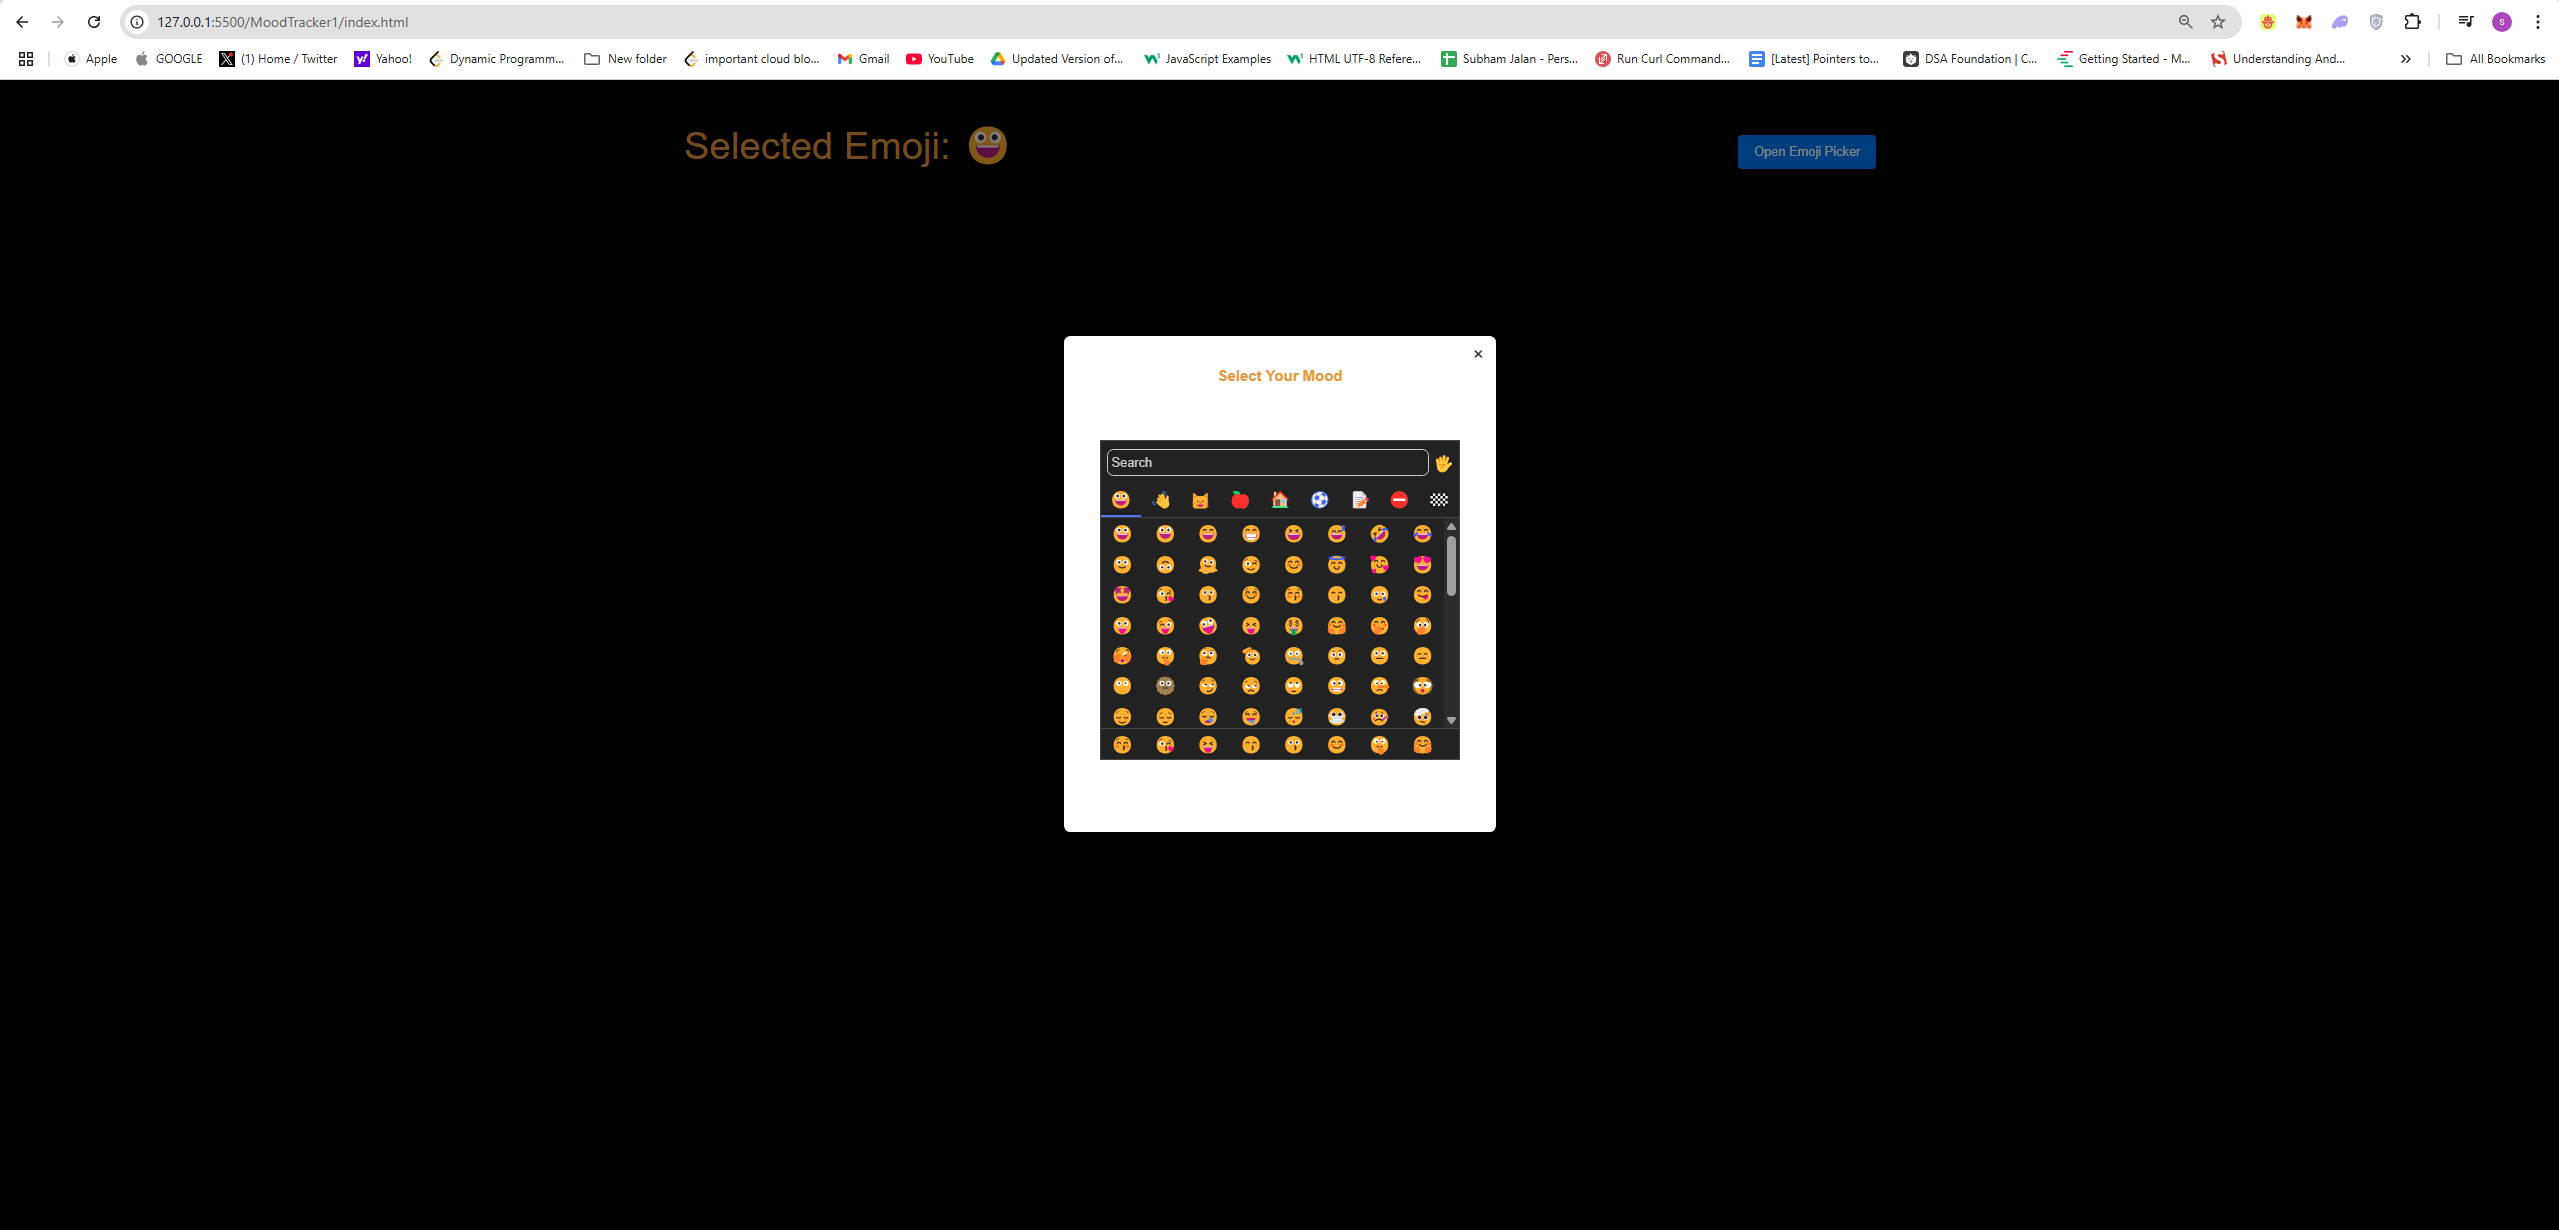 127.0.0.1:5500/MoodTracker1/index.html
S
Apple GOOGLE (1) Home / Twitter Yahoo! Dynamic Programm... New folder important cloud blo... Gmail YouTube Updated Version of... JavaScript Examples HTML UTF-8 Refere... Subham Jalan - Pers... Run Curl Command... [Latest] Pointers to... DSA Foundation | C... Getting Started - M... Understanding And... All Bookmarks
Selected Emoji: 😀
Open Emoji Picker
×
Select Your Mood
Search